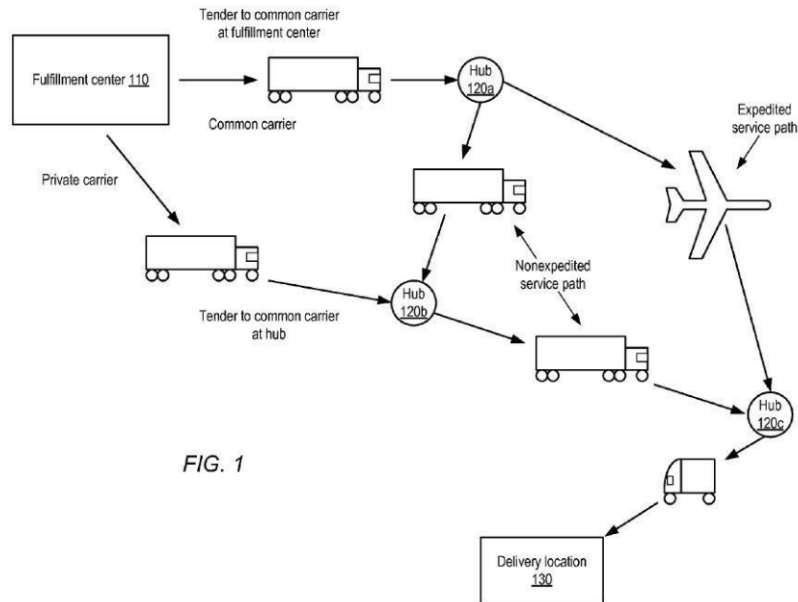 Tender to common carrier
at fulfillment center
Fulfillment center 110
Hub
120a
Expedited
service path
Common carrier
Private carrier
Nonexpedited
service path
Hub
120b
Tender to common carrier
at hub
Hub
120c
FIG. 1
Delivery location
130